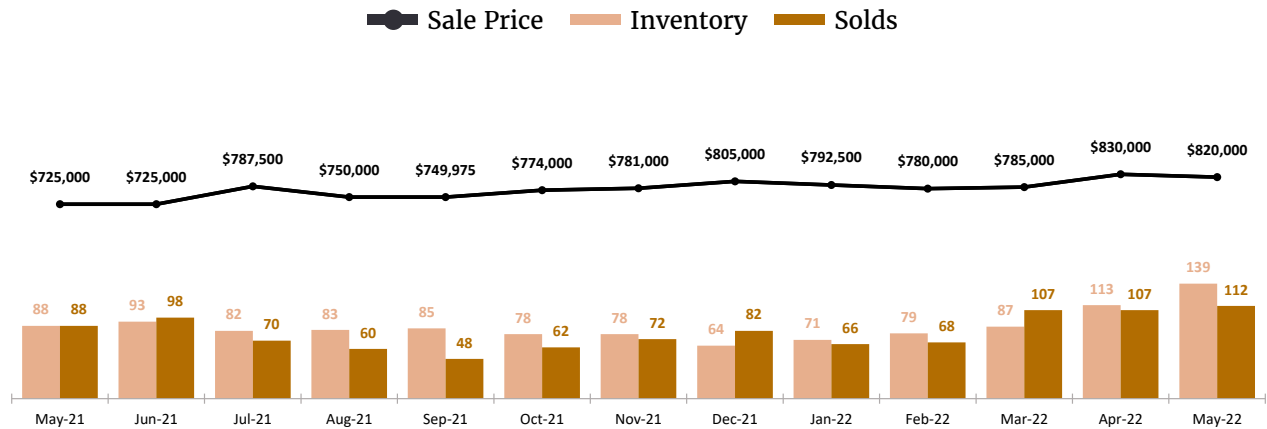 Sale Price Inventory Solds
$725,000 $725,000 $787,500 $750,000 $749,975 $774,000 $781,000 $805,000 $792,500 $780,000 $785,000 $830,000 $820,000
88 88 93 98 82 70 83 60 85 48 78 62 78 72 64 82 71 66 79 68 87 107 113 107 139 112
May-21 Jun-21 Jul-21 Aug-21 Sep-21 Oct-21 Nov-21 Dec-21 Jan-22 Feb-22 Mar-22 Apr-22 May-22